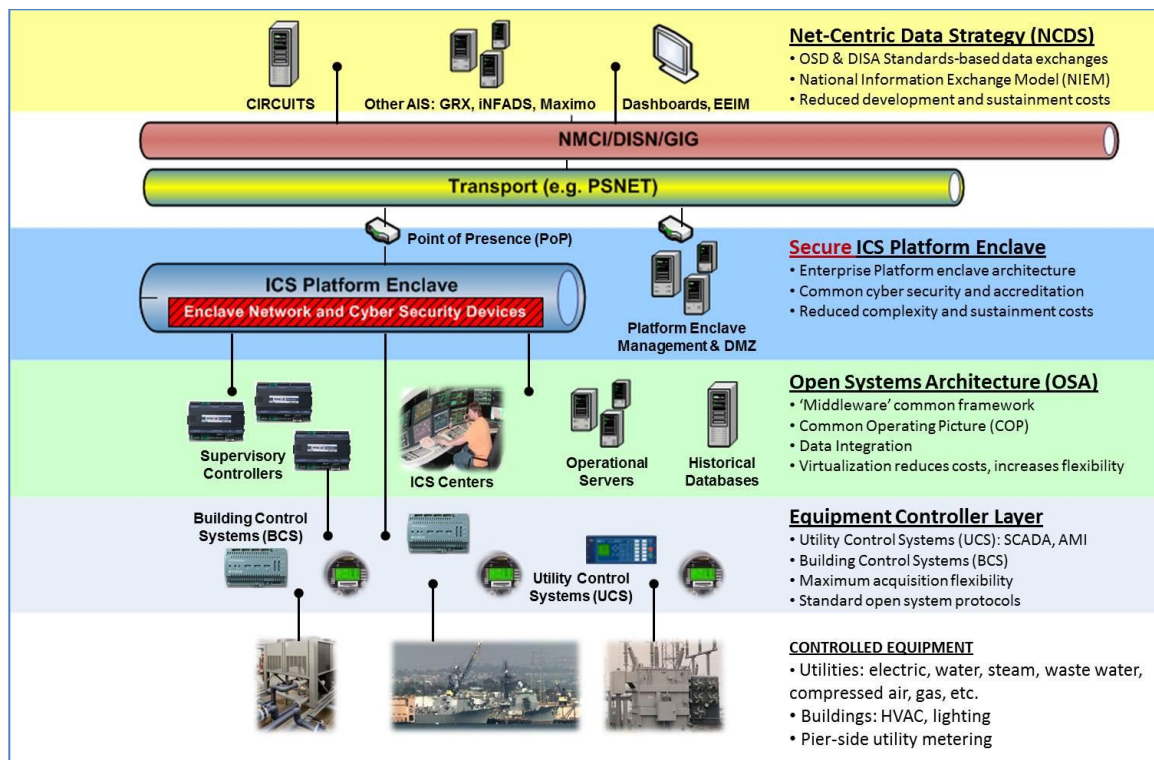 Net-Centric Data Strategy (NCDS)
• OSD & DISA Standards-based data exchanges
• National Information Exchange Model (NIEM)
• Reduced development and sustainment costs
CIRCUITS
Other AIS: GRX, iNFADS, Maximo
Dashboards, EEIM
NMCI/DISN/GIG
Transport (e.g. PSNET)
Point of Presence (PoP)
ICS Platform Enclave
Enclave Network and Cyber Security Devices
Platform Enclave
Management & DMZ
Secure ICS Platform Enclave
• Enterprise Platform enclave architecture
• Common cyber security and accreditation
• Reduced complexity and sustainment costs
Supervisory
Controllers
ICS Centers
Operational
Servers
Historical
Databases
Open Systems Architecture (OSA)
• ‘Middleware’ common framework
• Common Operating Picture (COP)
• Data Integration
• Virtualization reduces costs, increases flexibility
Building Control
Systems (BCS)
Utility Control
Systems (UCS)
Equipment Controller Layer
• Utility Control Systems (UCS): SCADA, AMI
• Building Control Systems (BCS)
• Maximum acquisition flexibility
• Standard open system protocols
CONTROLLED EQUIPMENT
• Utilities: electric, water, steam, waste water,
compressed air, gas, etc.
• Buildings: HVAC, lighting
• Pier-side utility metering